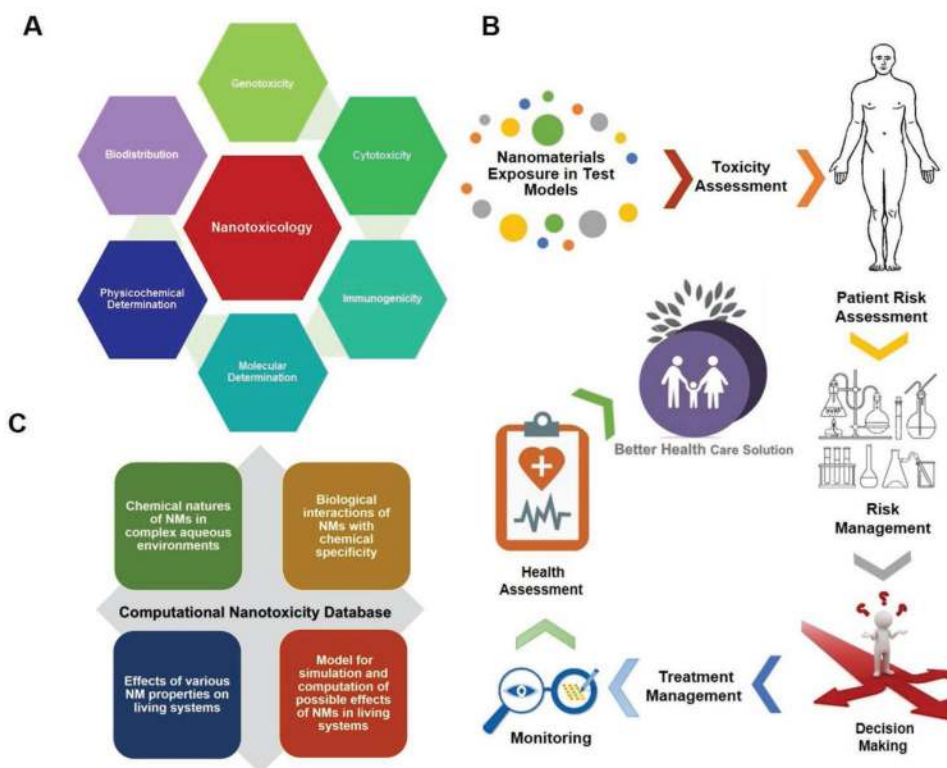 A
Genotoxicity
Biodistribution
Cytotoxicity
Nanotoxicology
Physicochemical
Determination
Immunogenicity
Molecular
Determination
B
Nanomaterials
Exposure in Test
Models
Toxicity
Assessment
Patient Risk
Assessment
Risk
Management
Decision
Making
Treatment
Management
Monitoring
Health
Assessment
Better Health Care Solution
C
Chemical natures
of NMs in
complex aqueous
environments
Biological
interactions of
NMs with
chemical
specificity
Computational Nanotoxicity Database
Effects of various
NM properties on
living systems
Model for
simulation and
computation of
possible effects
of NMs in living
systems